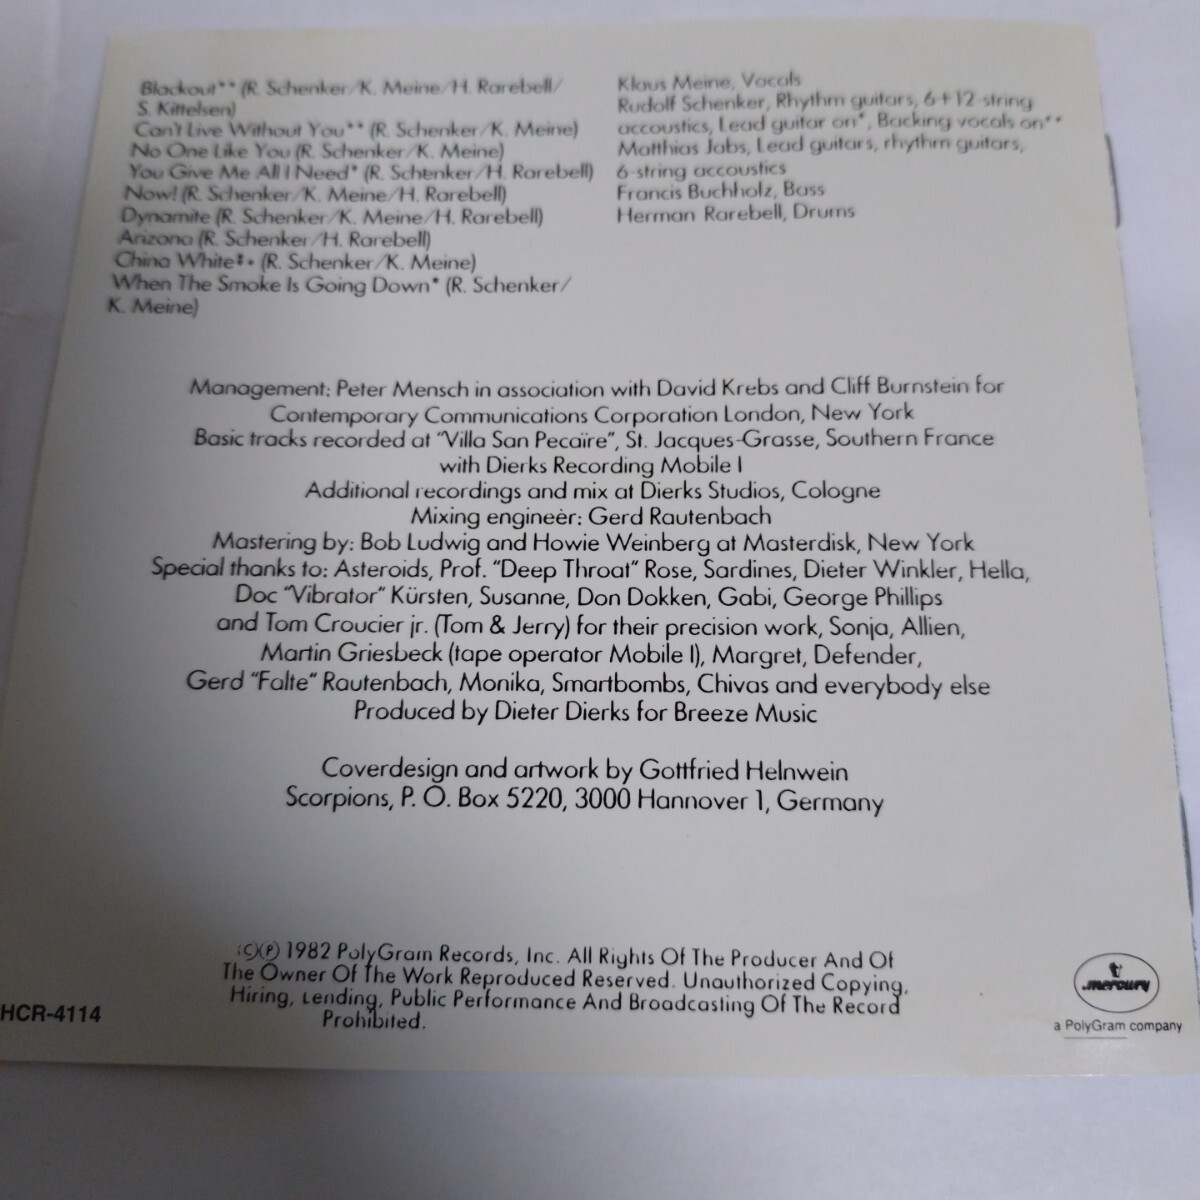 Blackout** (R. Schenker/K. Meine/H. Rarebell/
S. Kittelsen)
Can't Live Without You** (R. Schenker/K. Meine)
No One Like You (R. Schenker/K. Meine)
You Give Me All I Need* (R. Schenker/H. Rarebell)
Now! (R. Schenker/K. Meine/H. Rarebell)
Dynamite (R. Schenker/K. Meine/H. Rarebell)
Arizona (R. Schenker/H. Rarebell)
China White** (R. Schenker/K. Meine)
When The Smoke Is Going Down* (R. Schenker/
K. Meine)
Klaus Meine, Vocals
Rudolf Schenker, Rhythm guitars, 6+12-string
accoustics, Lead guitar on*, Backing vocals on**
Matthias Jabs, Lead guitars, rhythm guitars,
6-string accoustics
Francis Buchholz, Bass
Herman Rarebell, Drums
Management: Peter Mensch in association with David Krebs and Cliff Burnstein for
Contemporary Communications Corporation London, New York
Basic tracks recorded at "Villa San Pecaïre", St. Jacques-Grasse, Southern France
with Dierks Recording Mobile I
Additional recordings and mix at Dierks Studios, Cologne
Mixing engineer: Gerd Rautenbach
Mastering by: Bob Ludwig and Howie Weinberg at Masterdisk, New York
Special thanks to: Asteroids, Prof. "Deep Throat" Rose, Sardines, Dieter Winkler, Hella,
Doc "Vibrator" Kürsten, Susanne, Don Dokken, Gabi, George Phillips
and Tom Croucier jr. (Tom & Jerry) for their precision work, Sonja, Allien,
Martin Griesbeck (tape operator Mobile I), Margret, Defender,
Gerd "Falte" Rautenbach, Monika, Smartbombs, Chivas and everybody else
Produced by Dieter Dierks for Breeze Music
Coverdesign and artwork by Gottfried Helnwein
Scorpions, P. O. Box 5220, 3000 Hannover 1, Germany
©℗ 1982 PolyGram Records, Inc. All Rights Of The Producer And Of
The Owner Of The Work Reproduced Reserved. Unauthorized Copying,
Hiring, Lending, Public Performance And Broadcasting Of The Record
Prohibited.
HCR-4114
mercury
a PolyGram company